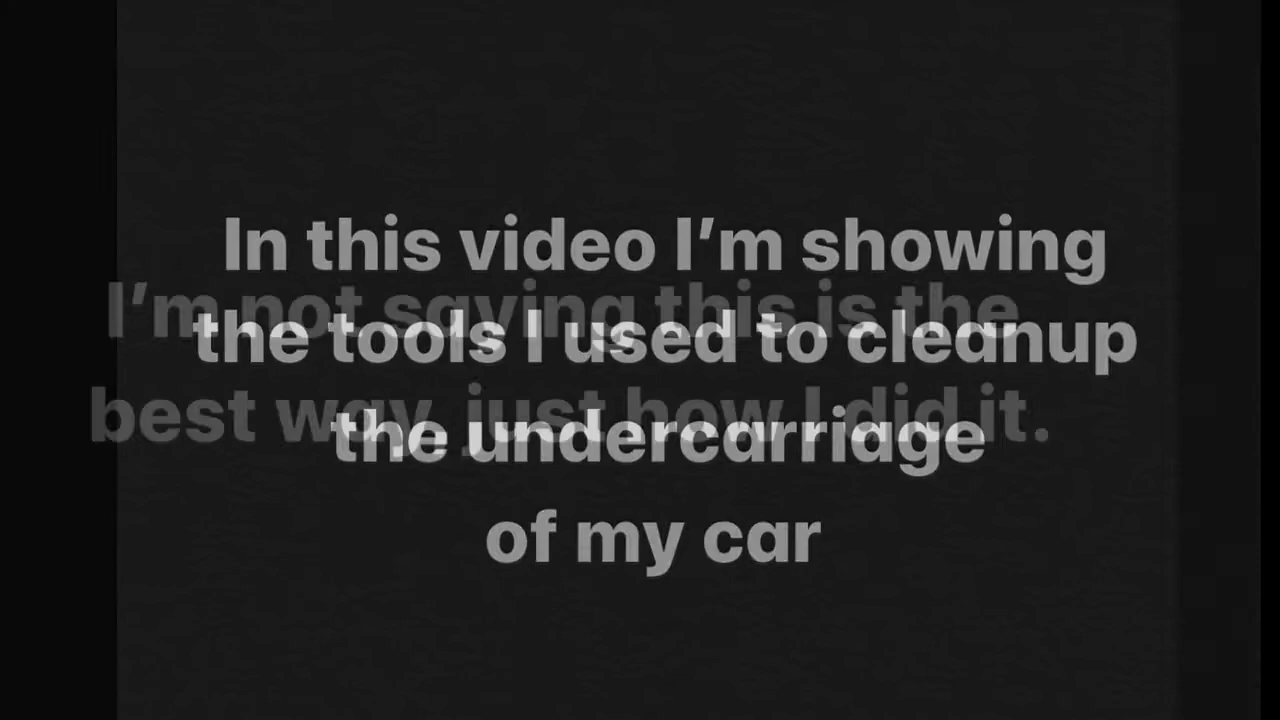 In this video I’m showing
the tools I used to cleanup
the undercarriage
of my car
I’m not saying this is the
best way, just how I did it.